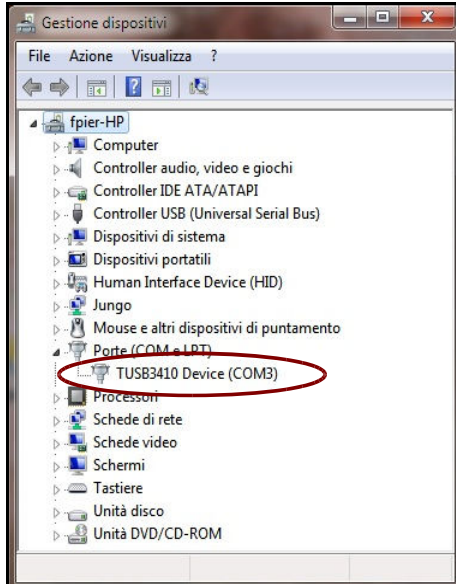 Gestione dispositivi
File Azione Visualizza ?
fpier-HP
Computer
Controller audio, video e giochi
Controller IDE ATA/ATAPI
Controller USB (Universal Serial Bus)
Dispositivi di sistema
Dispositivi portatili
Human Interface Device (HID)
Jungo
Mouse e altri dispositivi di puntamento
Porte (COM e LPT)
TUSB3410 Device (COM3)
Processori
Schede di rete
Schede video
Schermi
Tastiere
Unità disco
Unità DVD/CD-ROM